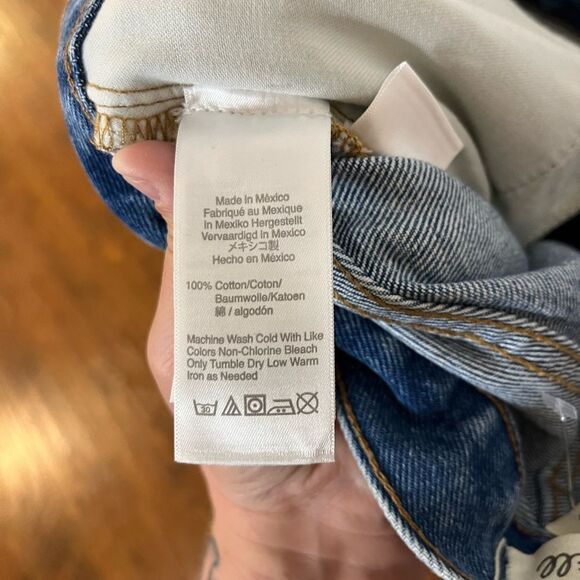 Made in México
Fabriqué au Mexique
In Mexiko Hergestellt
Vervaardigd in Mexico
メキシコ製
Hecho en México
100% Cotton/Coton/
Baumwolle/Katoen
綿 / algodón
Machine Wash Cold With Like
Colors Non-Chlorine Bleach
Only Tumble Dry Low Warm
Iron as Needed
30